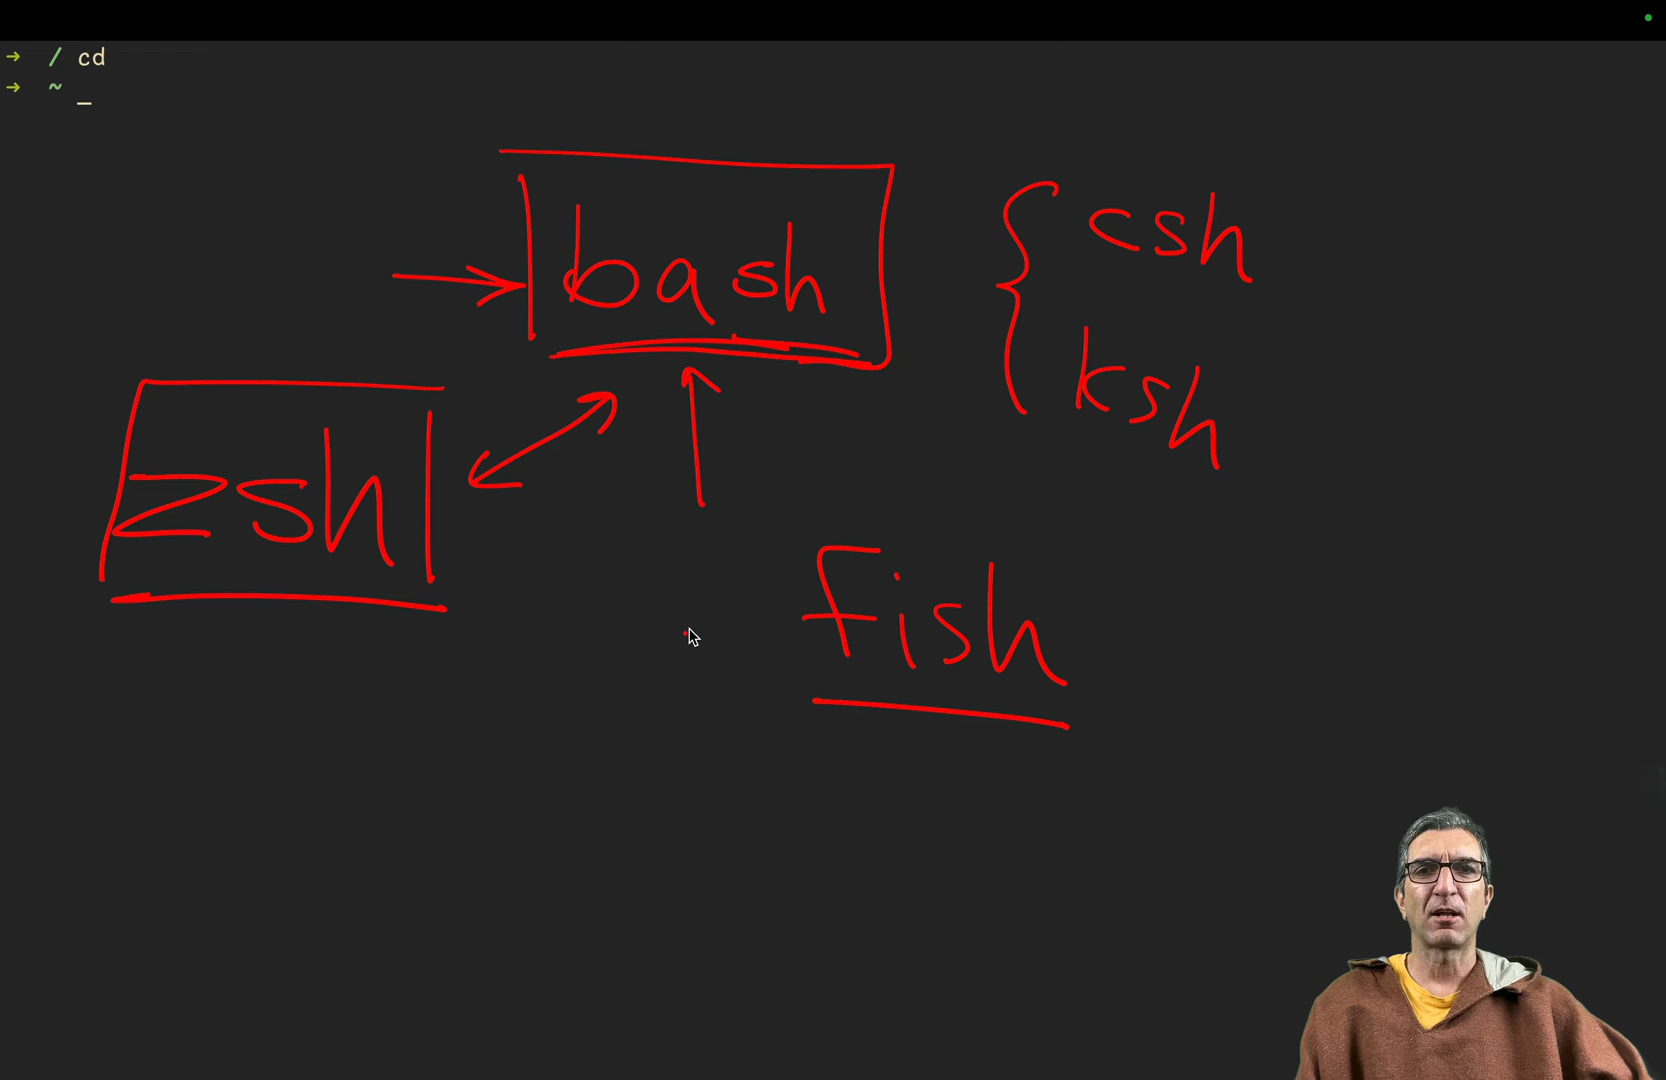 ➜ / cd
➜ ~ _
bash
csh
ksh
zsh
fish